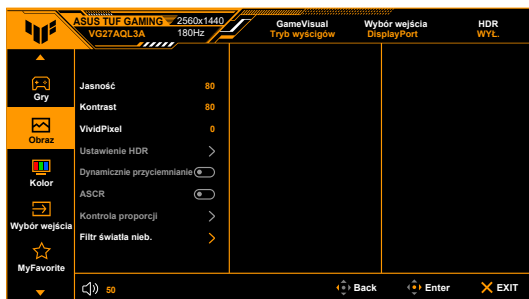 ASUS TUF GAMING
VG27AQL3A
2560x1440
180Hz
GameVisual
Tryb wyścigów
Wybór wejścia
DisplayPort
HDR
WYŁ.
Gry
Obraz
Kolor
Wybór wejścia
MyFavorite
Jasność 80
Kontrast 80
VividPixel 0
Ustawienie HDR
Dynamicznie przyciemnianie
ASCR
Kontrola proporcji
Filtr światła nieb.
50
Back
Enter
EXIT